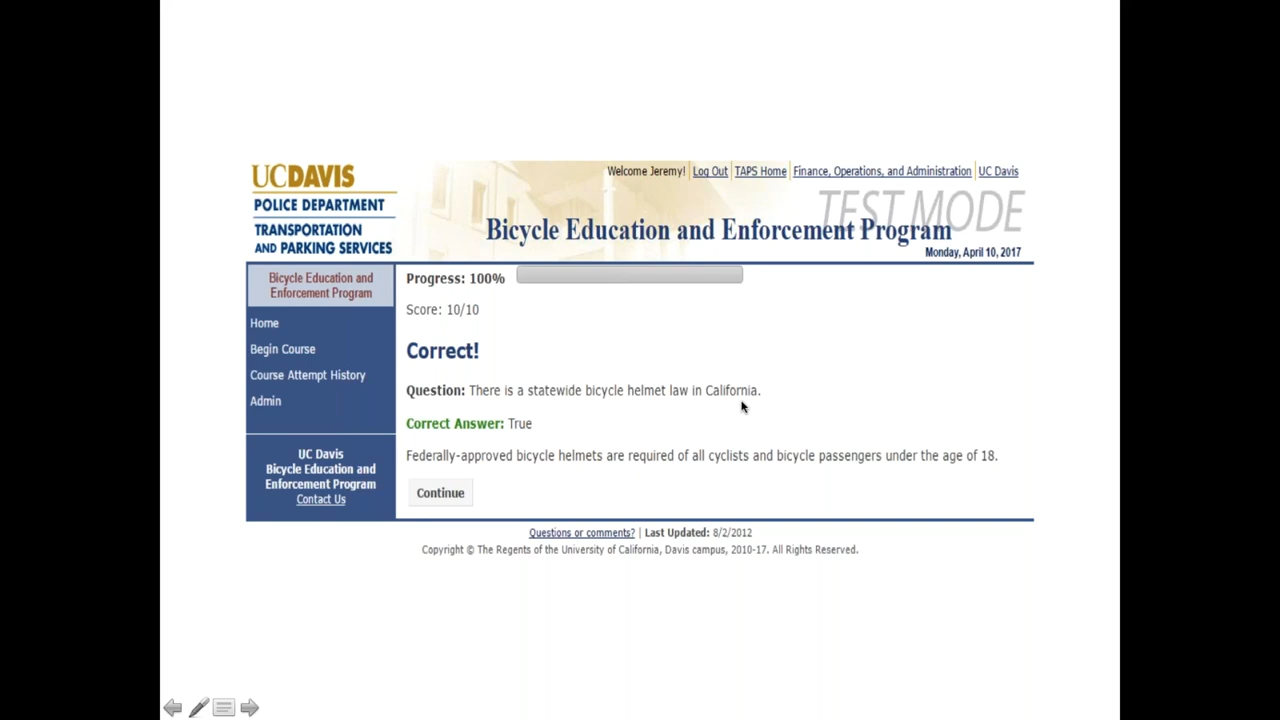 UCDAVIS
POLICE DEPARTMENT
TRANSPORTATION
AND PARKING SERVICES
Welcome Jeremy! | Log Out | TAPS Home | Finance, Operations, and Administration | UC Davis
TEST MODE
Bicycle Education and Enforcement Program
Monday, April 10, 2017
Bicycle Education and
Enforcement Program
Home
Begin Course
Course Attempt History
Admin
UC Davis
Bicycle Education and
Enforcement Program
Contact Us
Progress: 100%
Score: 10/10
Correct!
Question: There is a statewide bicycle helmet law in California.
Correct Answer: True
Federally-approved bicycle helmets are required of all cyclists and bicycle passengers under the age of 18.
Continue
Questions or comments? | Last Updated: 8/2/2012
Copyright © The Regents of the University of California, Davis campus, 2010-17. All Rights Reserved.